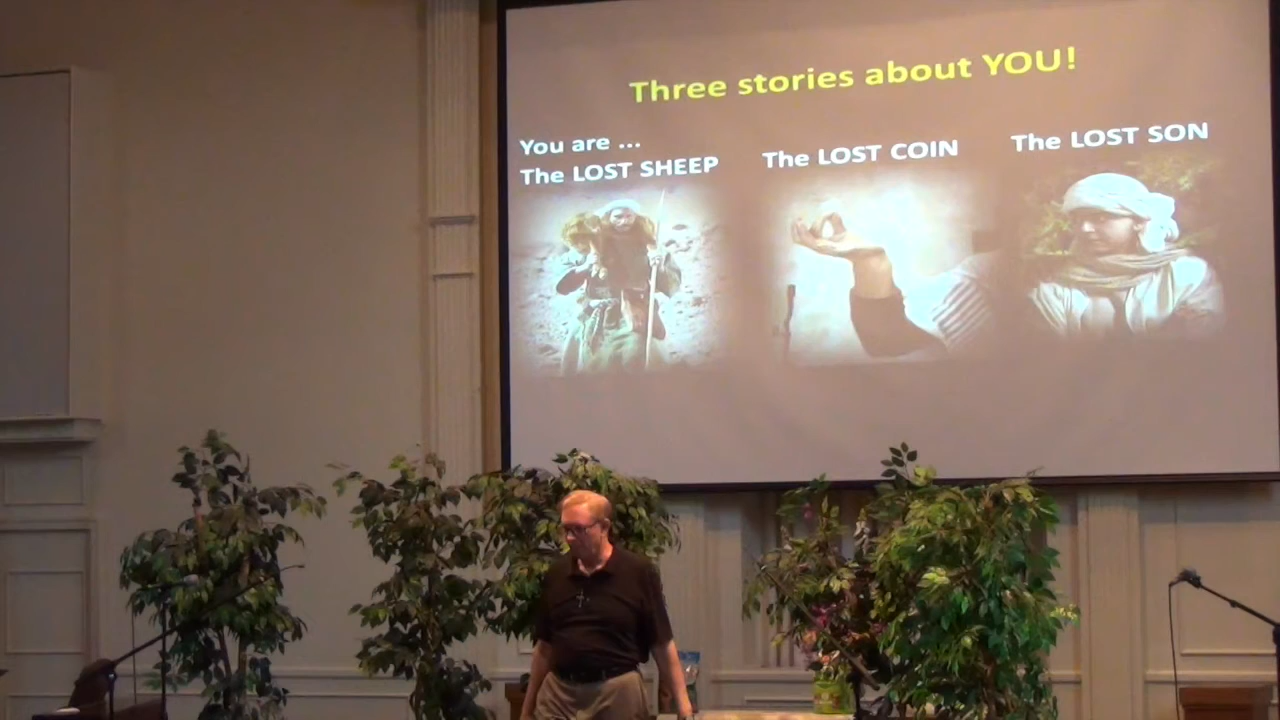 Three stories about YOU!
You are ...
The LOST SHEEP
The LOST COIN
The LOST SON